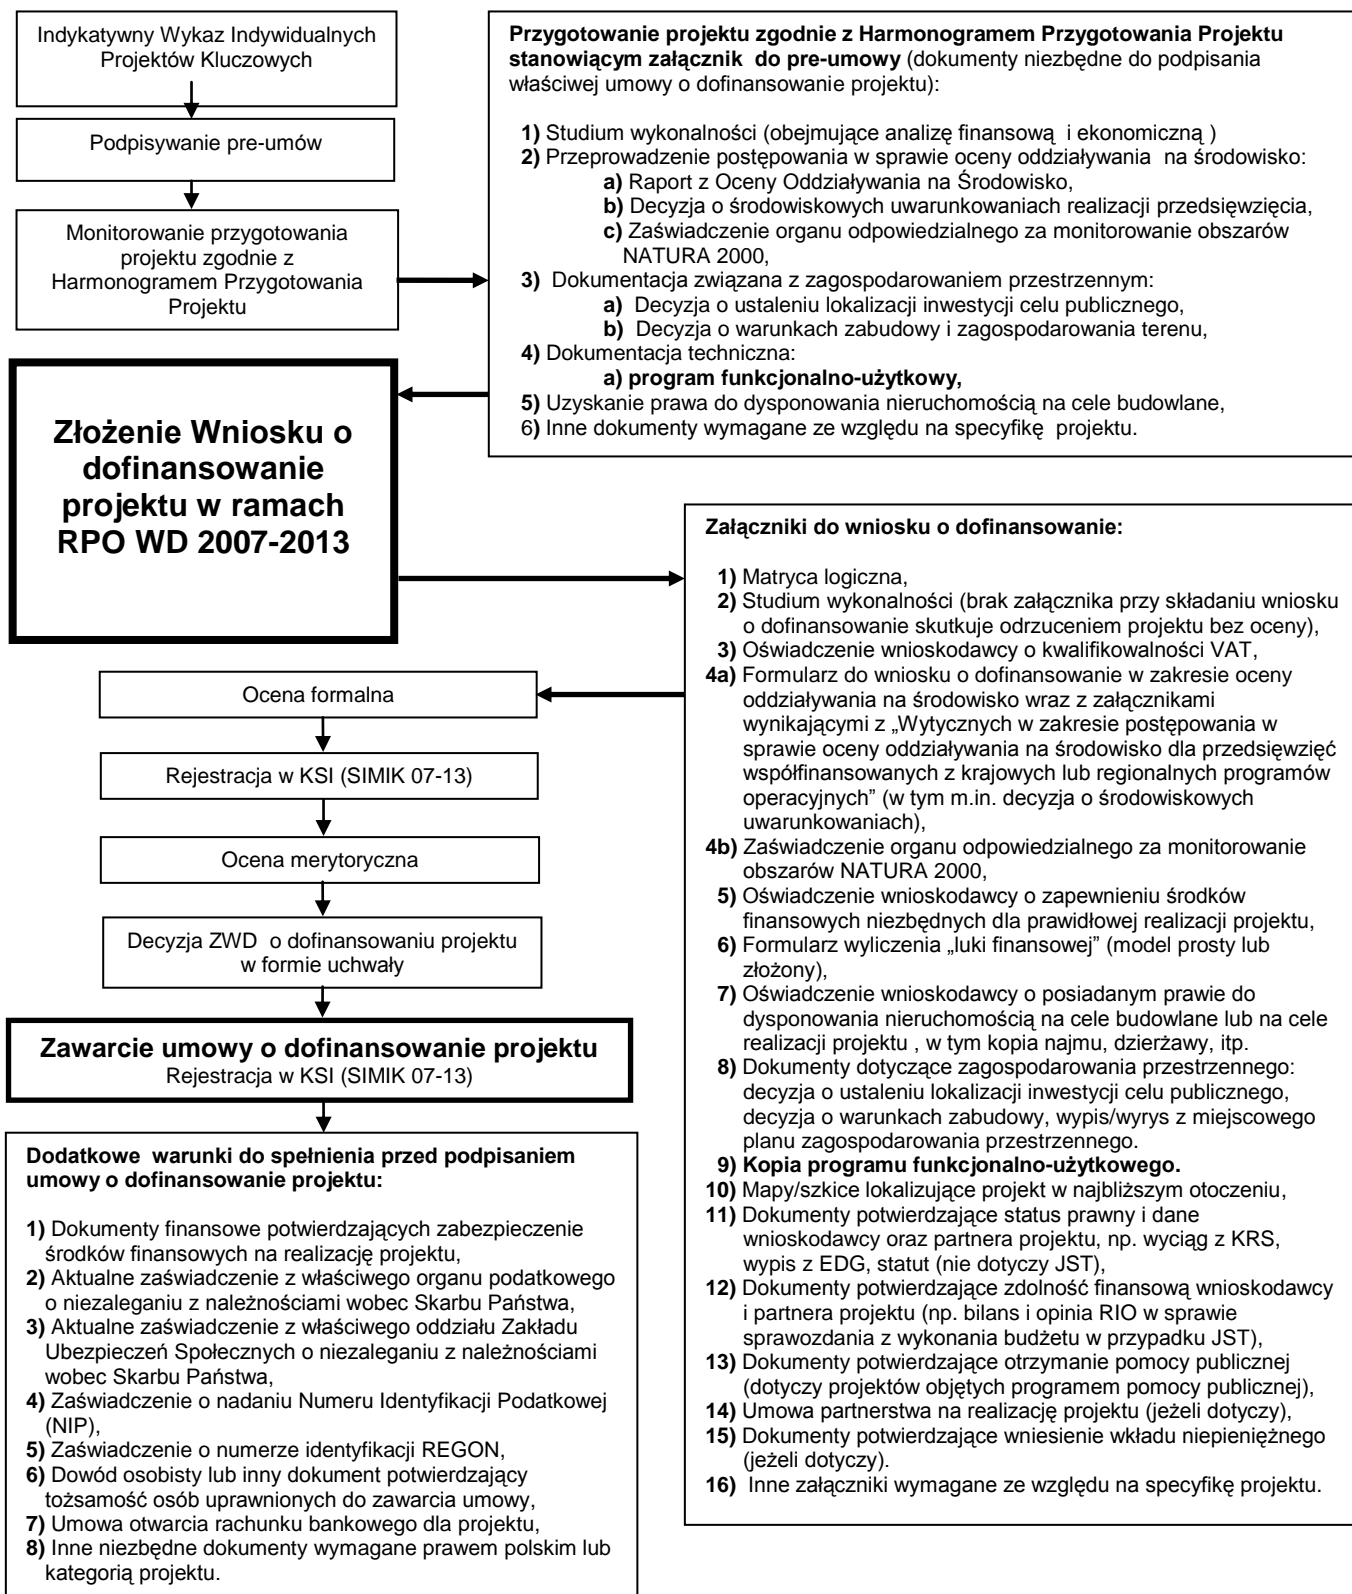 Indykatywny Wykaz Indywidualnych
Projektów Kluczowych
Podpisywanie pre-umów
Monitorowanie przygotowania
projektu zgodnie z
Harmonogramem Przygotowania
Projektu
Przygotowanie projektu zgodnie z Harmonogramem Przygotowania Projektu
stanowiącym załącznik do pre-umowy (dokumenty niezbędne do podpisania
właściwej umowy o dofinansowanie projektu):
1) Studium wykonalności (obejmujące analizę finansową i ekonomiczną )
2) Przeprowadzenie postępowania w sprawie oceny oddziaływania na środowisko:
a) Raport z Oceny Oddziaływania na Środowisko,
b) Decyzja o środowiskowych uwarunkowaniach realizacji przedsięwzięcia,
c) Zaświadczenie organu odpowiedzialnego za monitorowanie obszarów
NATURA 2000,
3) Dokumentacja związana z zagospodarowaniem przestrzennym:
a) Decyzja o ustaleniu lokalizacji inwestycji celu publicznego,
b) Decyzja o warunkach zabudowy i zagospodarowania terenu,
4) Dokumentacja techniczna:
a) program funkcjonalno-użytkowy,
5) Uzyskanie prawa do dysponowania nieruchomością na cele budowlane,
6) Inne dokumenty wymagane ze względu na specyfikę projektu.
Złożenie Wniosku o
dofinansowanie
projektu w ramach
RPO WD 2007-2013
Załączniki do wniosku o dofinansowanie:
1) Matryca logiczna,
2) Studium wykonalności (brak załącznika przy składaniu wniosku
o dofinansowanie skutkuje odrzuceniem projektu bez oceny),
3) Oświadczenie wnioskodawcy o kwalifikowalności VAT,
4a) Formularz do wniosku o dofinansowanie w zakresie oceny
oddziaływania na środowisko wraz z załącznikami
wynikającymi z „Wytycznych w zakresie postępowania w
sprawie oceny oddziaływania na środowisko dla przedsięwzięć
współfinansowanych z krajowych lub regionalnych programów
operacyjnych” (w tym m.in. decyzja o środowiskowych
uwarunkowaniach),
4b) Zaświadczenie organu odpowiedzialnego za monitorowanie
obszarów NATURA 2000,
5) Oświadczenie wnioskodawcy o zapewnieniu środków
finansowych niezbędnych dla prawidłowej realizacji projektu,
6) Formularz wyliczenia „luki finansowej” (model prosty lub
złożony),
7) Oświadczenie wnioskodawcy o posiadanym prawie do
dysponowania nieruchomością na cele budowlane lub na cele
realizacji projektu , w tym kopia najmu, dzierżawy, itp.
8) Dokumenty dotyczące zagospodarowania przestrzennego:
decyzja o ustaleniu lokalizacji inwestycji celu publicznego,
decyzja o warunkach zabudowy, wypis/wyrys z miejscowego
planu zagospodarowania przestrzennego.
9) Kopia programu funkcjonalno-użytkowego.
10) Mapy/szkice lokalizujące projekt w najbliższym otoczeniu,
11) Dokumenty potwierdzające status prawny i dane
wnioskodawcy oraz partnera projektu, np. wyciąg z KRS,
wypis z EDG, statut (nie dotyczy JST),
12) Dokumenty potwierdzające zdolność finansową wnioskodawcy
i partnera projektu (np. bilans i opinia RIO w sprawie
sprawozdania z wykonania budżetu w przypadku JST),
13) Dokumenty potwierdzające otrzymanie pomocy publicznej
(dotyczy projektów objętych programem pomocy publicznej),
14) Umowa partnerstwa na realizację projektu (jeżeli dotyczy),
15) Dokumenty potwierdzające wniesienie wkładu niepieniężnego
(jeżeli dotyczy).
16) Inne załączniki wymagane ze względu na specyfikę projektu.
Ocena formalna
Rejestracja w KSI (SIMIK 07-13)
Ocena merytoryczna
Decyzja ZWD o dofinansowaniu projektu
w formie uchwały
Zawarcie umowy o dofinansowanie projektu
Rejestracja w KSI (SIMIK 07-13)
Dodatkowe warunki do spełnienia przed podpisaniem
umowy o dofinansowanie projektu:
1) Dokumenty finansowe potwierdzających zabezpieczenie
środków finansowych na realizację projektu,
2) Aktualne zaświadczenie z właściwego organu podatkowego
o niezaleganiu z należnościami wobec Skarbu Państwa,
3) Aktualne zaświadczenie z właściwego oddziału Zakładu
Ubezpieczeń Społecznych o niezaleganiu z należnościami
wobec Skarbu Państwa,
4) Zaświadczenie o nadaniu Numeru Identyfikacji Podatkowej
(NIP),
5) Zaświadczenie o numerze identyfikacji REGON,
6) Dowód osobisty lub inny dokument potwierdzający
tożsamość osób uprawnionych do zawarcia umowy,
7) Umowa otwarcia rachunku bankowego dla projektu,
8) Inne niezbędne dokumenty wymagane prawem polskim lub
kategorią projektu.